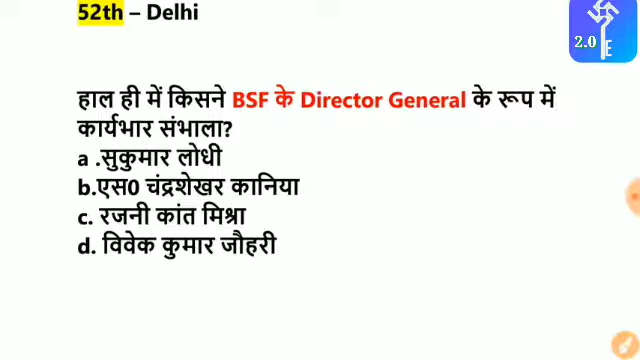 52th – Delhi
2.0 E
हाल ही में किसने BSF के Director General के रूप में
कार्यभार संभाला?
a .सुकुमार लोधी
b.एस0 चंद्रशेखर कानिया
c. रजनी कांत मिश्रा
d. विवेक कुमार जौहरी